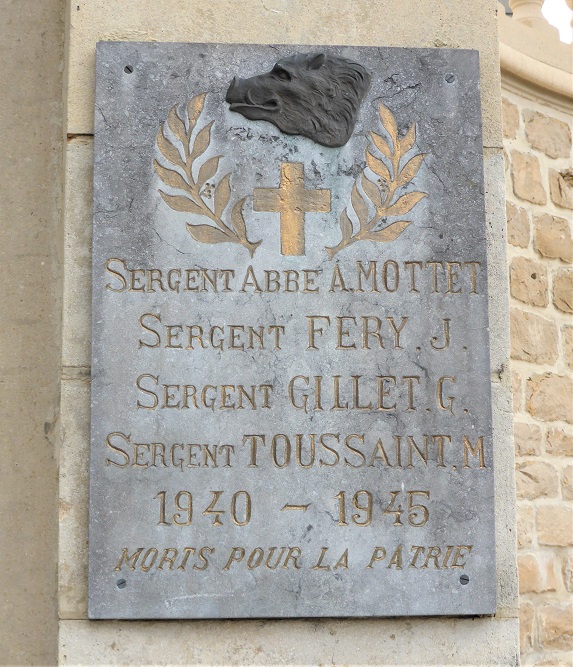 SERGENT ABBE A. MOTTET
SERGENT FERY. J.
SERGENT GILLET. G.
SERGENT TOUSSAINT. M
1940 – 1945
MORTS POUR LA PATRIE